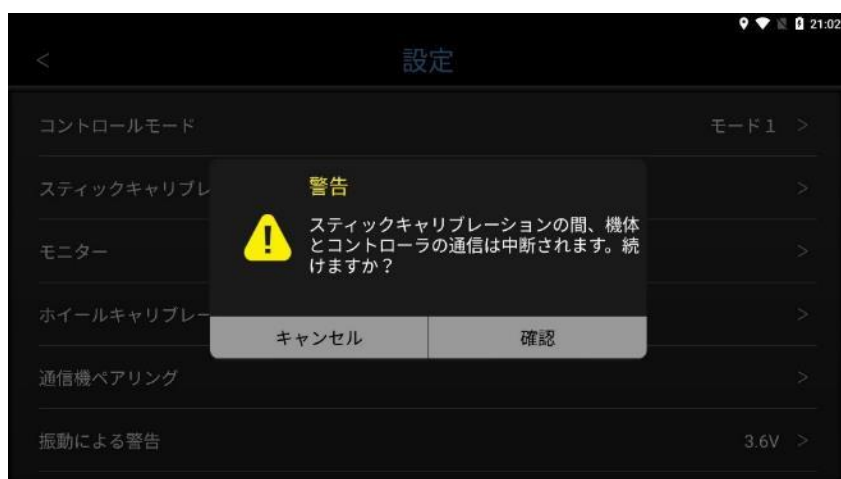 21:02
<
設定
コントロールモード
モード1 >
スティックキャリブレ
>
モニター
>
ホイールキャリブレー
>
通信機ペアリング
>
振動による警告
3.6V >
警告
スティックキャリブレーションの間、機体
とコントローラの通信は中断されます。続
けますか？
キャンセル
確認